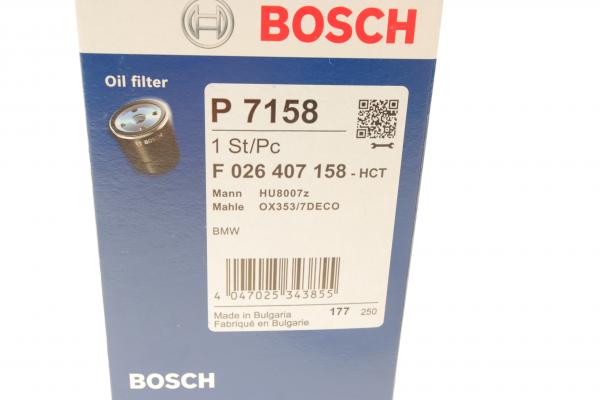 BOSCH
Oil filter
P 7158
1 St/Pc
F 026 407 158 - HCT
Mann HU8007z
Mahle OX353/7DECO
BMW
4 047025 343855
Made in Bulgaria 177 250
Fabriqué en Bulgarie
BOSCH